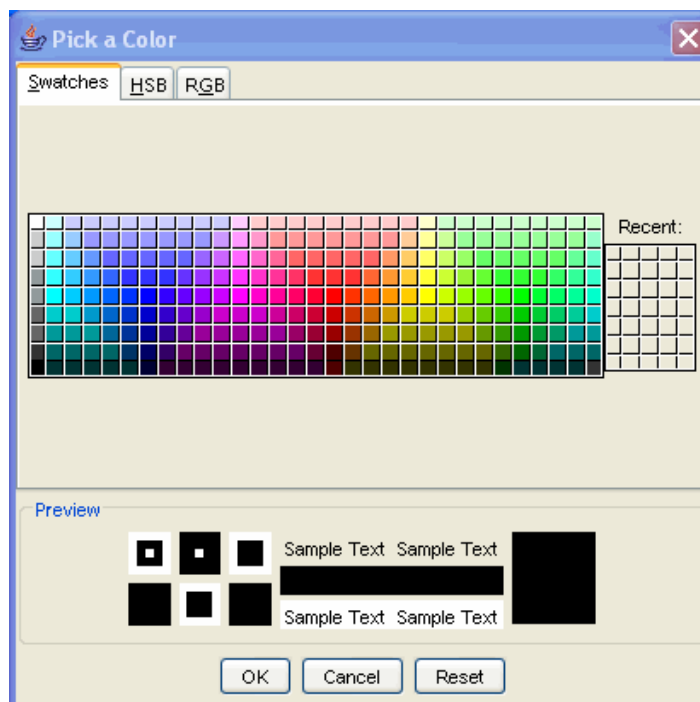 Pick a Color
Swatches HSB RGB
Recent:
Preview
Sample Text Sample Text
Sample Text Sample Text
OK Cancel Reset